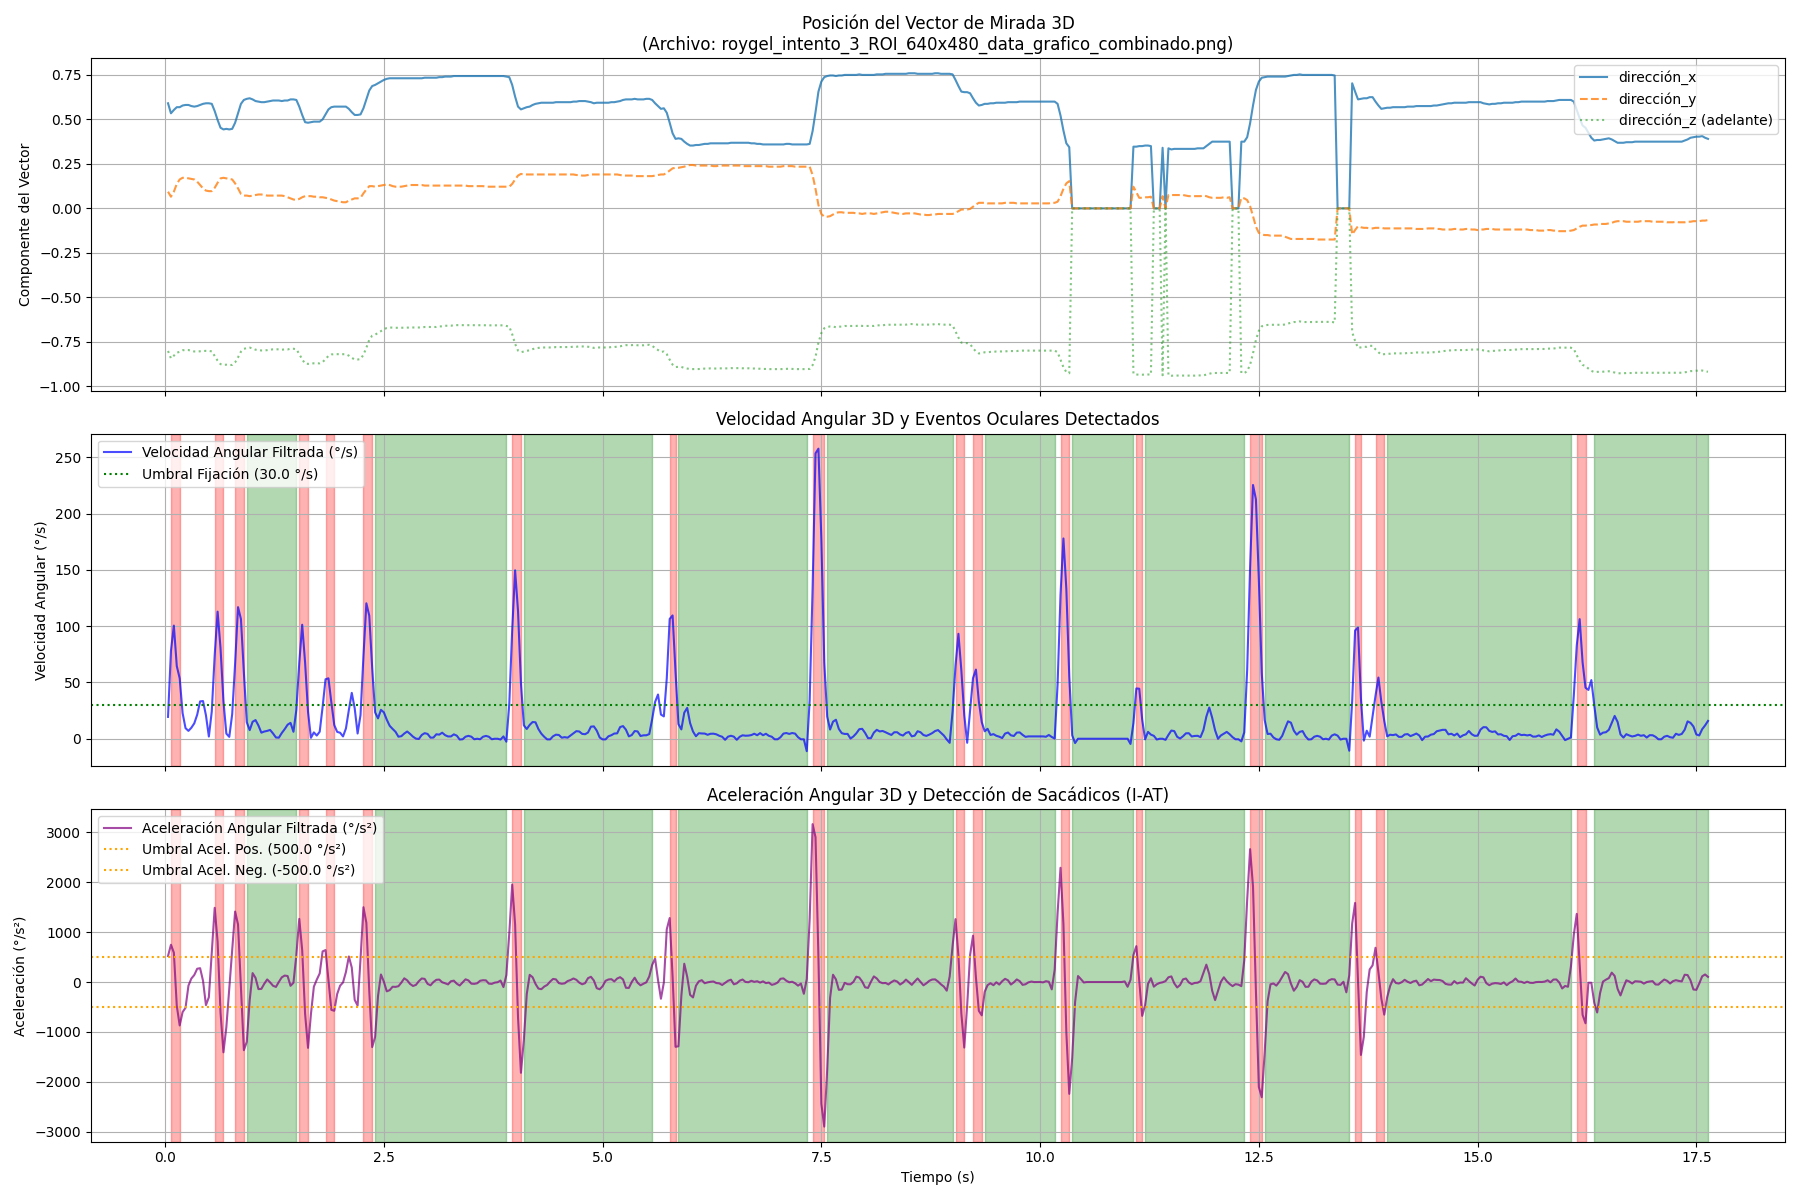 Posición del Vector de Mirada 3D
(Archivo: roygel_intento_3_ROI_640x480_data_grafico_combinado.png)
Componente del Vector
0.75
0.50
0.25
0.00
−0.25
−0.50
−0.75
−1.00
dirección_x
dirección_y
dirección_z (adelante)
Velocidad Angular 3D y Eventos Oculares Detectados
Velocidad Angular (°/s)
250
200
150
100
50
0
Velocidad Angular Filtrada (°/s)
Umbral Fijación (30.0 °/s)
Aceleración Angular 3D y Detección de Sacádicos (I-AT)
Aceleración (°/s²)
3000
2000
1000
0
−1000
−2000
−3000
Aceleración Angular Filtrada (°/s²)
Umbral Acel. Pos. (500.0 °/s²)
Umbral Acel. Neg. (-500.0 °/s²)
0.0 2.5 5.0 7.5 10.0 12.5 15.0 17.5
Tiempo (s)